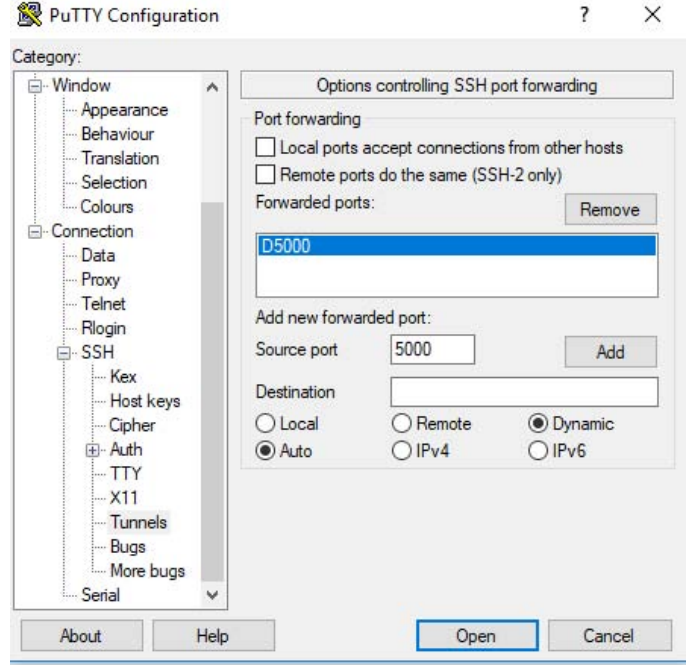 PuTTY Configuration
?
Category:
Window
Appearance
Behaviour
Translation
Selection
Colours
Connection
Data
Proxy
Telnet
Rlogin
SSH
Kex
Host keys
Cipher
Auth
TTY
X11
Tunnels
Bugs
More bugs
Serial
Options controlling SSH port forwarding
Port forwarding
Local ports accept connections from other hosts
Remote ports do the same (SSH-2 only)
Forwarded ports:
Remove
D5000
Add new forwarded port:
Source port 5000 Add
Destination
Local Remote Dynamic
Auto IPv4 IPv6
About Help Open Cancel